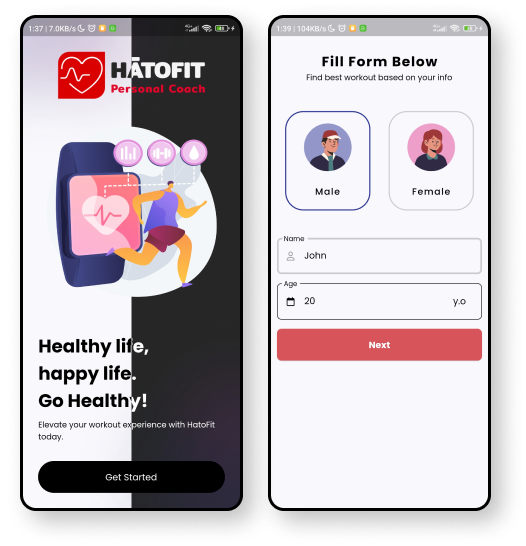 1:37 | 7.0KB/s
HĀTOFIT
Personal Coach
Healthy life,
happy life.
Go Healthy!
Elevate your workout experience with HatoFit
today.
Get Started
1:39 | 104KB/s
Fill Form Below
Find best workout based on your info
Male
Female
Name
John
Age
20 y.o
Next